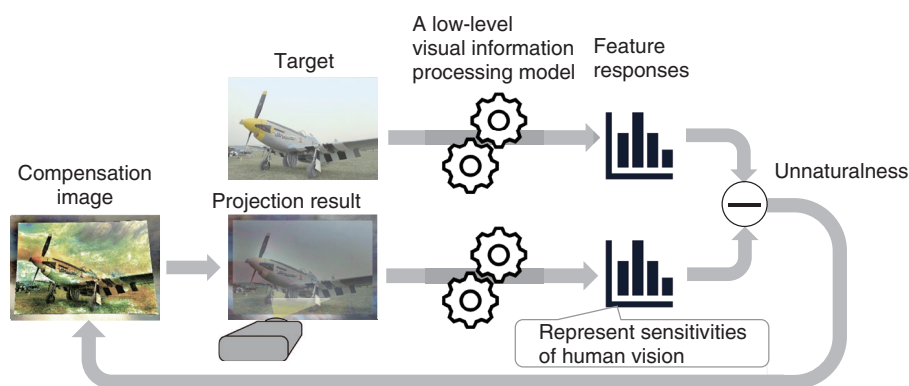 A low-level
visual information
processing model
Target
Feature
responses
Compensation
image
Projection result
Unnaturalness
Represent sensitivities
of human vision